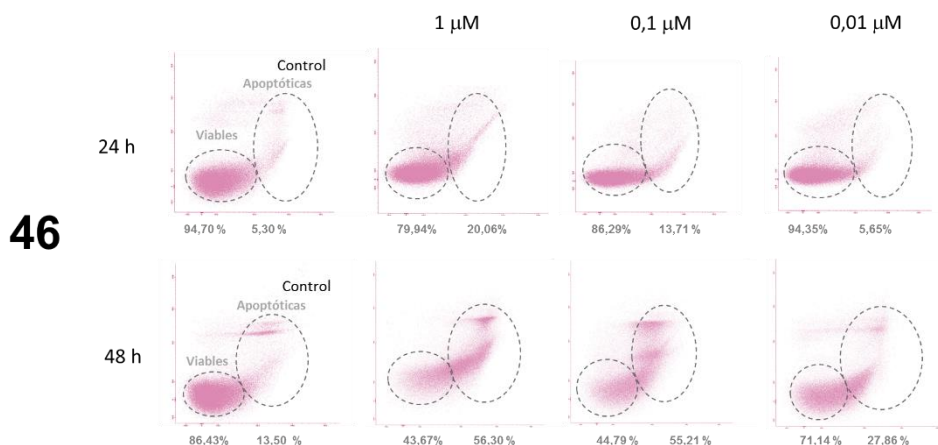 1 µM 0,1 µM 0,01 µM
Control
Apoptóticas
Viables
24 h
94,70 % 5,30 % 79,94% 20,06% 86,29% 13,71% 94,35% 5,65%
46
Control
Apoptóticas
Viables
48 h
86,43% 13,50 % 43,67% 56,30% 44,79 % 55,21% 71,14 % 27,86 %